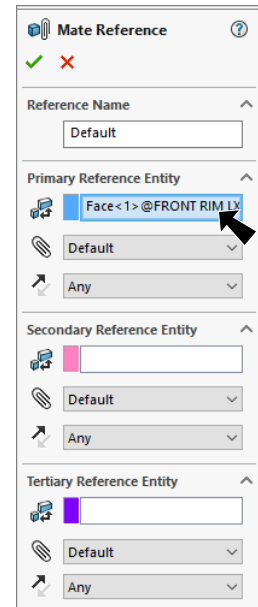 Mate Reference
Reference Name
Default
Primary Reference Entity
Face<1>@FRONT RIM LX
Default
Any
Secondary Reference Entity
Default
Any
Tertiary Reference Entity
Default
Any